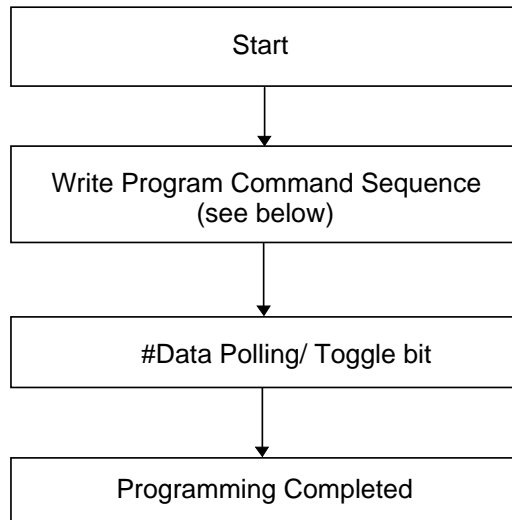 Start
Write Program Command Sequence
(see below)
#Data Polling/ Toggle bit
Programming Completed